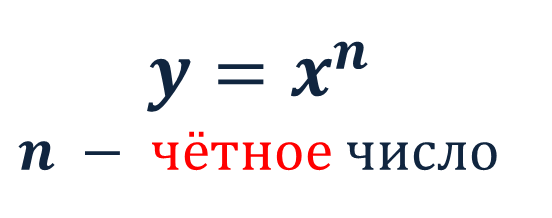 y = xⁿ
n – чётное число